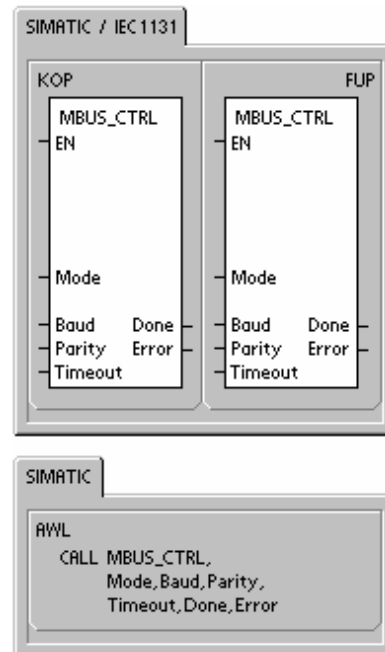 SIMATIC / IEC1131
KOP FUP
MBUS_CTRL MBUS_CTRL
EN EN
Mode Mode
Baud Done Baud Done
Parity Error Parity Error
Timeout Timeout
SIMATIC
AWL
CALL MBUS_CTRL,
Mode,Baud,Parity,
Timeout,Done,Error